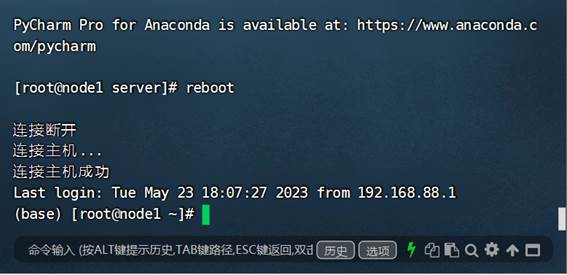 PyCharm Pro for Anaconda is available at: https://www.anaconda.c
om/pycharm
[root@node1 server]# reboot
连接断开
连接主机...
连接主机成功
Last login: Tue May 23 18:07:27 2023 from 192.168.88.1
(base) [root@node1 ~]#
命令输入 (按ALT键提示历史,TAB键路径,ESC键返回,双击 历史 选项